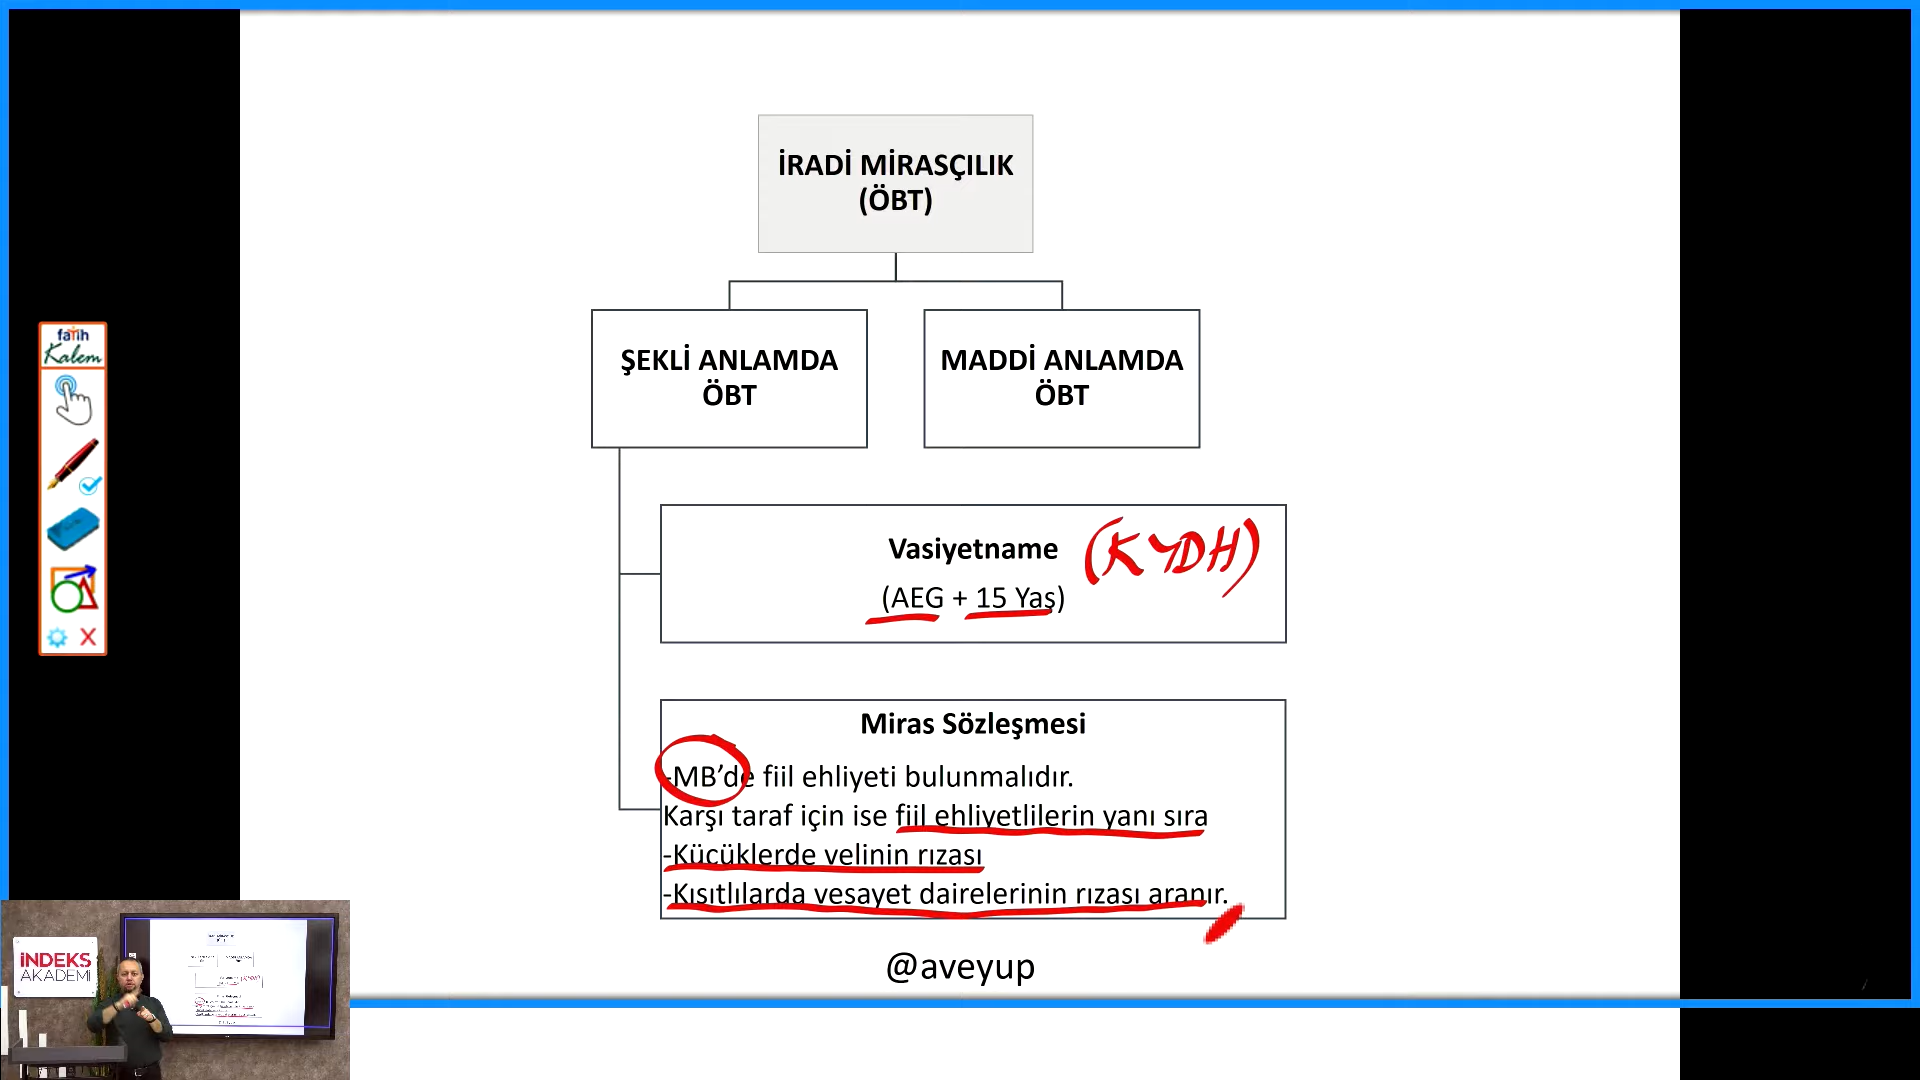 İRADİ MİRASÇILIK
(ÖBT)
ŞEKLİ ANLAMDA
ÖBT
MADDİ ANLAMDA
ÖBT
fatih
Kalem
Vasiyetname (KYDH)
(AEG + 15 Yaş)
Miras Sözleşmesi
-MB’de fiil ehliyeti bulunmalıdır.
Karşı taraf için ise fiil ehliyetlilerin yanı sıra
-Küçüklerde velinin rızası
-Kısıtlılarda vesayet dairelerinin rızası aranır.
@aveyup
İNDEKS
AKADEMİ